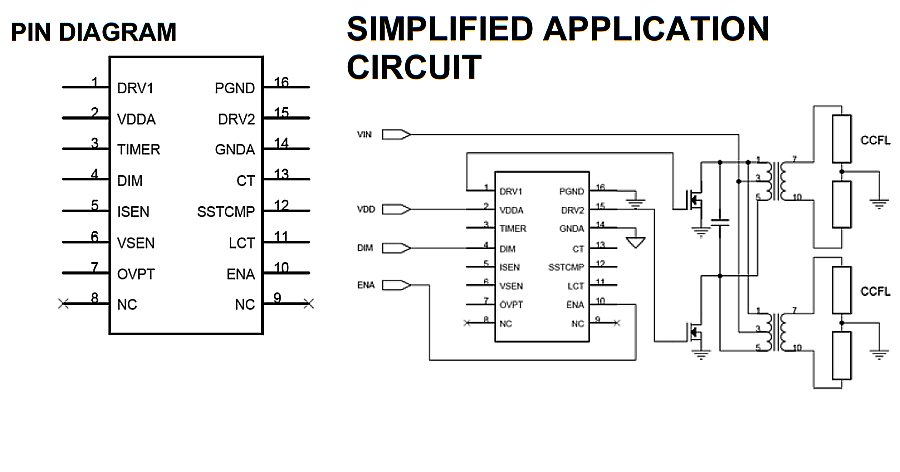 PIN DIAGRAM
1 DRV1 PGND 16
2 VDDA DRV2 15
3 TIMER GNDA 14
4 DIM CT 13
5 ISEN SSTCMP 12
6 VSEN LCT 11
7 OVPT ENA 10
8 NC NC 9
SIMPLIFIED APPLICATION
CIRCUIT
VIN
VDD
DIM
ENA
1 DRV1 PGND 16
2 VDDA DRV2 15
3 TIMER GNDA 14
4 DIM CT 13
5 ISEN SSTCMP 12
6 VSEN LCT 11
7 OVPT ENA 10
8 NC NC 9
1 7
3
5 10
CCFL
1 7
3
5 10
CCFL